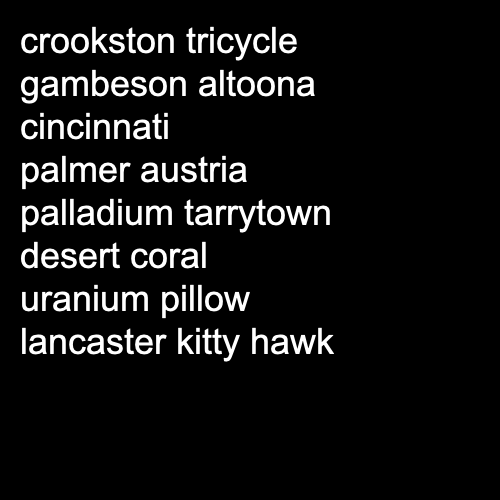 crookston tricycle
gambeson altoona
cincinnati
palmer austria
palladium tarrytown
desert coral
uranium pillow
lancaster kitty hawk